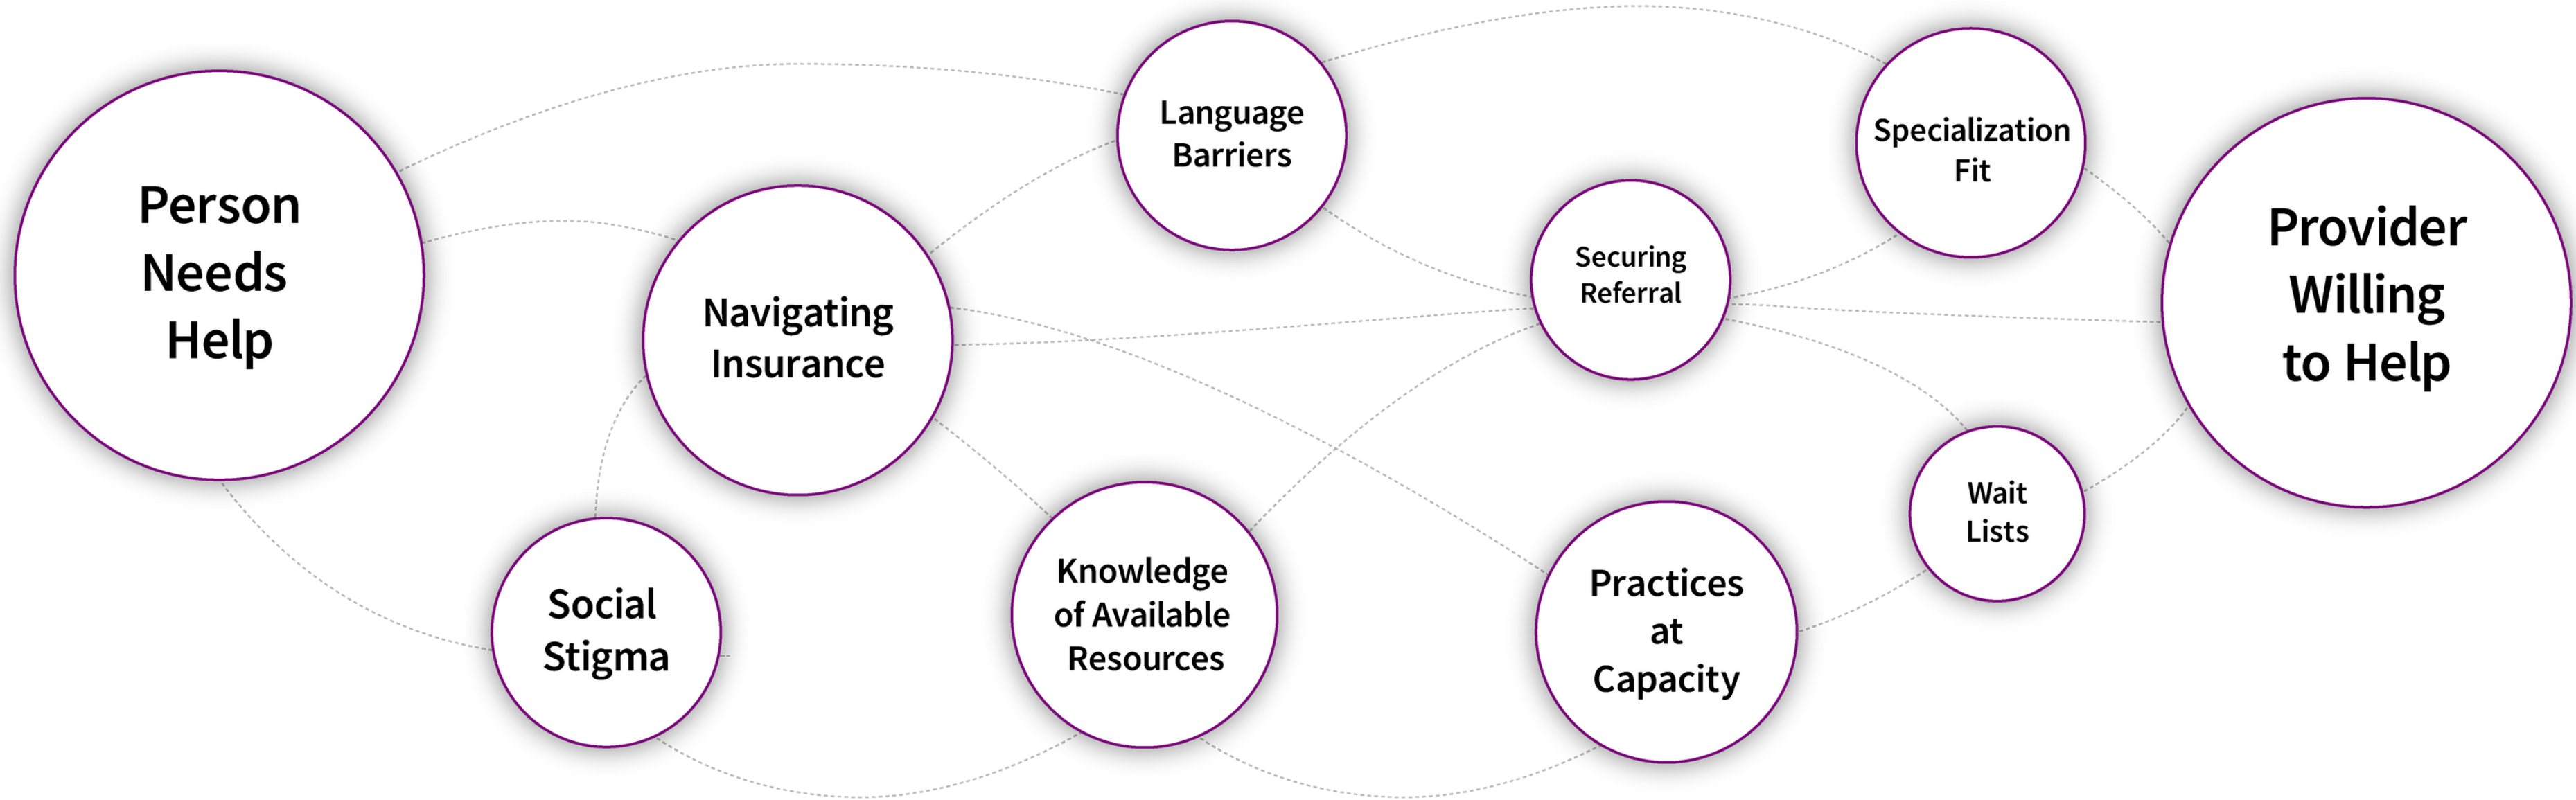 Person
Needs
Help
Navigating
Insurance
Social
Stigma
Language
Barriers
Knowledge
of Available
Resources
Securing
Referral
Practices
at
Capacity
Specialization
Fit
Wait
Lists
Provider
Willing
to Help